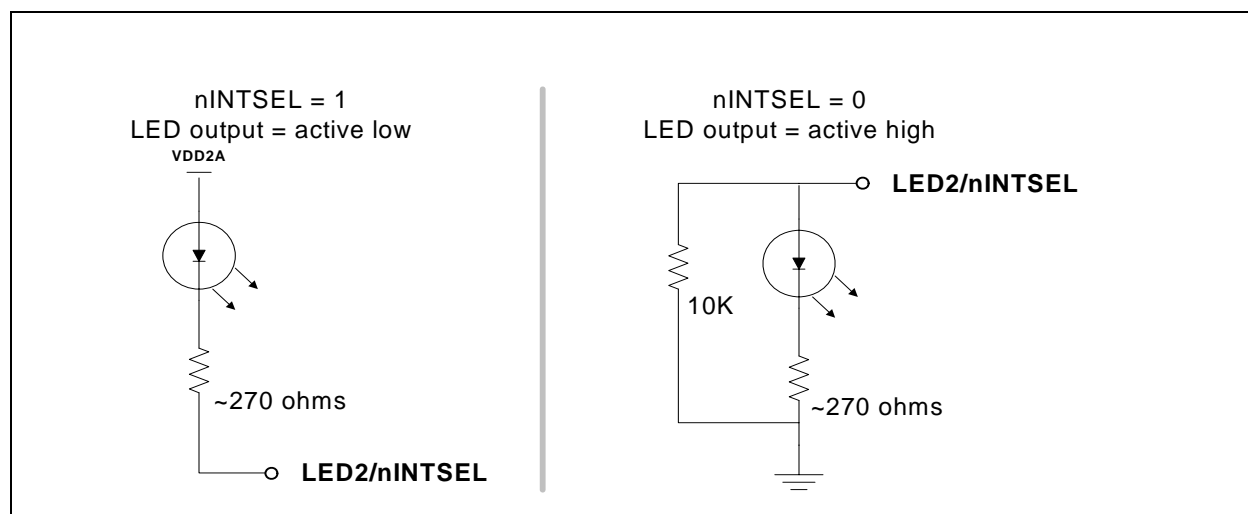 nINTSEL = 1
LED output = active low
VDD2A
~270 ohms
LED2/nINTSEL
nINTSEL = 0
LED output = active high
LED2/nINTSEL
10K
~270 ohms